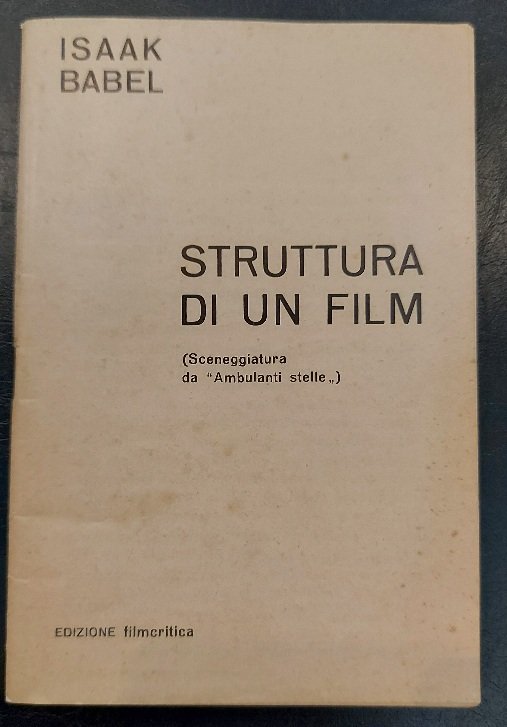 ISAAK
BABEL
STRUTTURA
DI UN FILM
(Sceneggiatura
da "Ambulanti stelle„)
EDIZIONE filmcritica